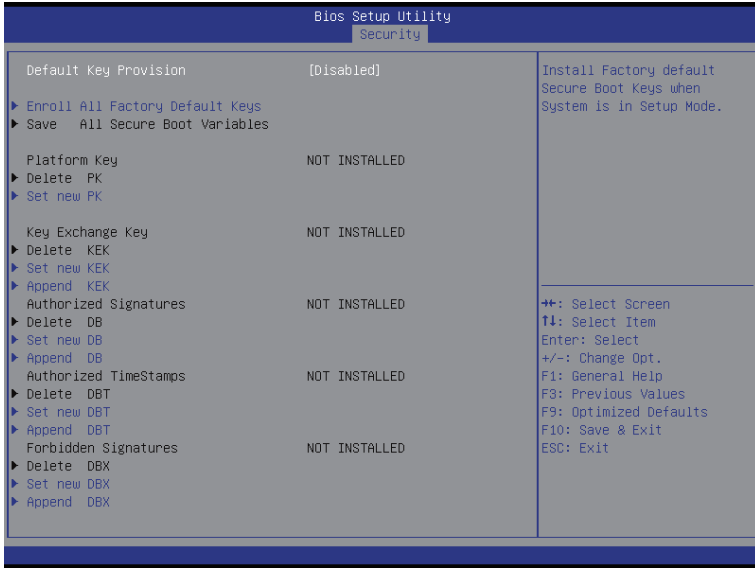 Bios Setup Utility
Security
Default Key Provision [Disabled]
▶ Enroll All Factory Default Keys
▶ Save All Secure Boot Variables
Platform Key NOT INSTALLED
▶ Delete PK
▶ Set new PK
Key Exchange Key NOT INSTALLED
▶ Delete KEK
▶ Set new KEK
▶ Append KEK
Authorized Signatures NOT INSTALLED
▶ Delete DB
▶ Set new DB
▶ Append DB
Authorized TimeStamps NOT INSTALLED
▶ Delete DBT
▶ Set new DBT
▶ Append DBT
Forbidden Signatures NOT INSTALLED
▶ Delete DBX
▶ Set new DBX
▶ Append DBX
Install Factory default
Secure Boot Keys when
System is in Setup Mode.
→←: Select Screen
↑↓: Select Item
Enter: Select
+/-: Change Opt.
F1: General Help
F3: Previous Values
F9: Optimized Defaults
F10: Save & Exit
ESC: Exit